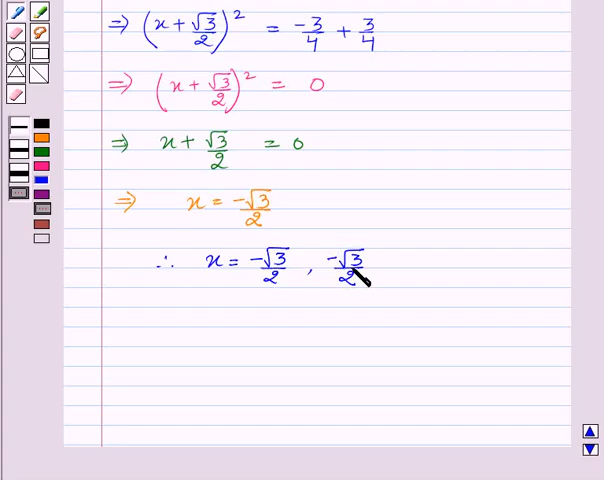 ⇒ (x + √3/2)² = -3/4 + 3/4
⇒ (x + √3/2)² = 0
⇒ x + √3/2 = 0
⇒ x = -√3/2
∴ x = -√3/2 , -√3/2